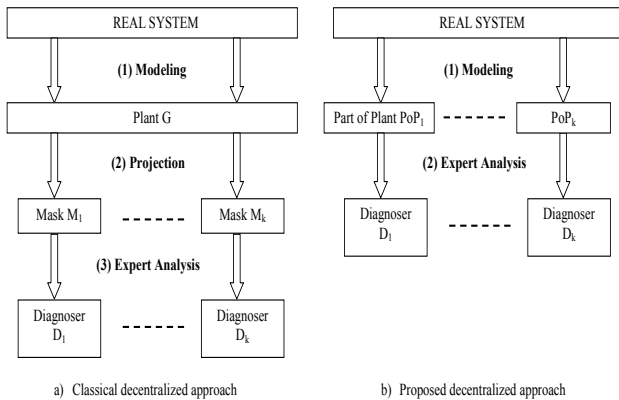 REAL SYSTEM
(1) Modeling
Plant G
(2) Projection
Mask M1
Mask Mk
(3) Expert Analysis
Diagnoser
D1
Diagnoser
Dk
a) Classical decentralized approach
REAL SYSTEM
(1) Modeling
Part of Plant PoP1
PoPk
(2) Expert Analysis
Diagnoser
D1
Diagnoser
Dk
b) Proposed decentralized approach